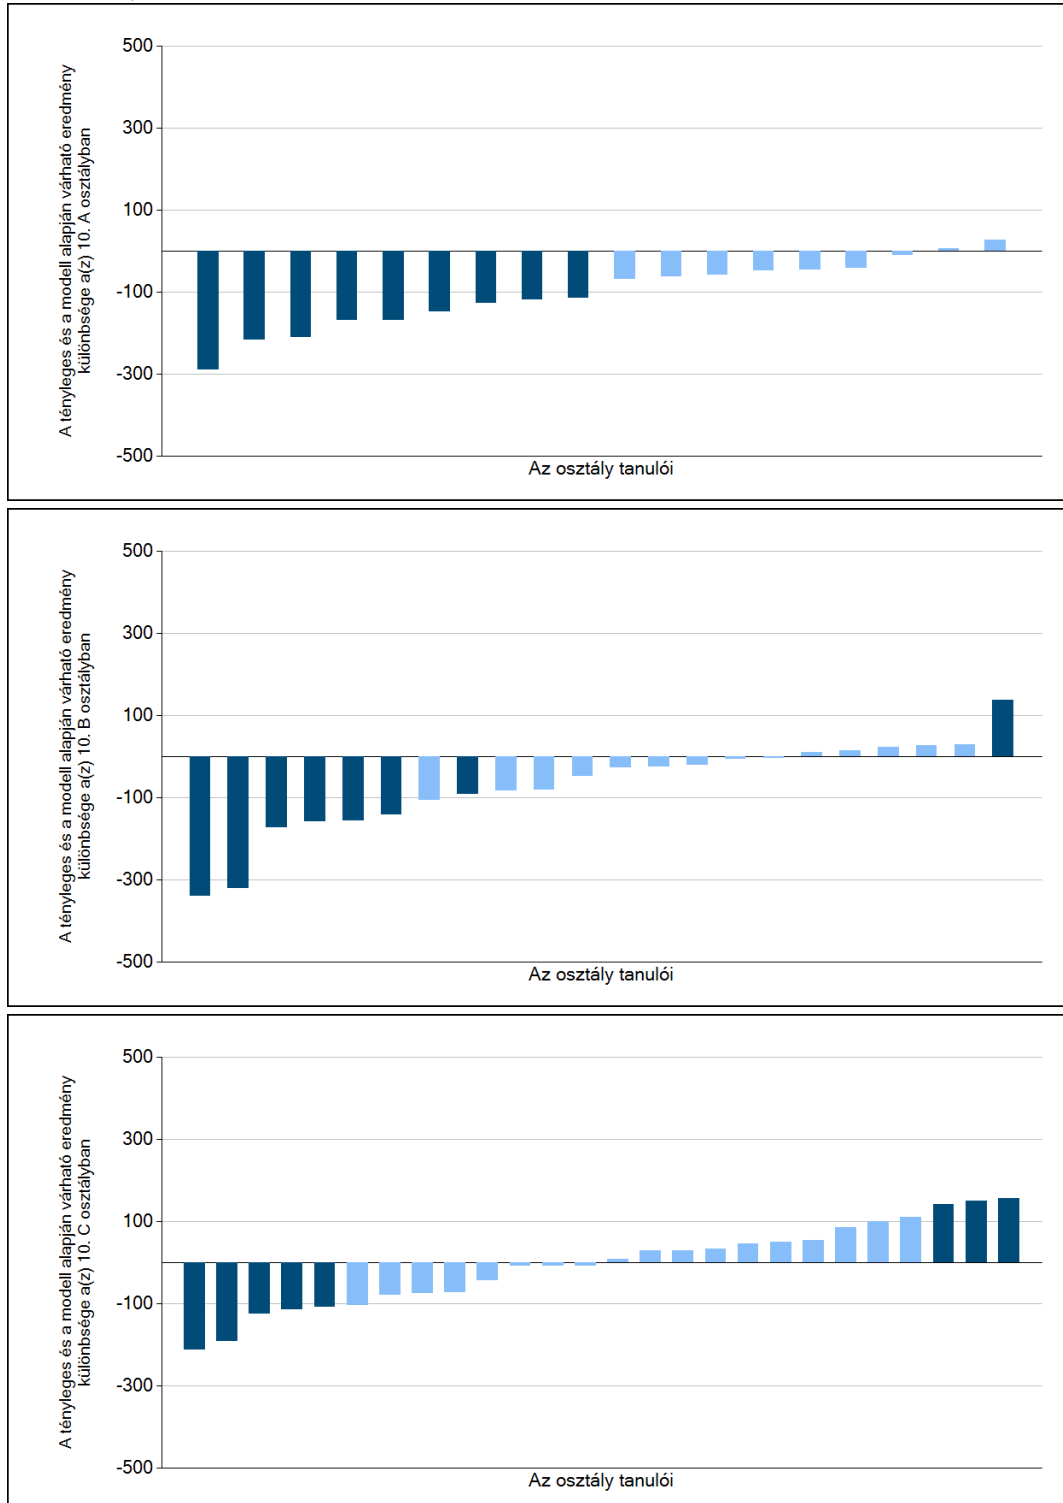 A tényleges és a modell alapján várható eredmény
különbsége a(z) 10. A osztályban
500
300
100
-100
-300
-500
Az osztály tanulói
A tényleges és a modell alapján várható eredmény
különbsége a(z) 10. B osztályban
500
300
100
-100
-300
-500
Az osztály tanulói
A tényleges és a modell alapján várható eredmény
különbsége a(z) 10. C osztályban
500
300
100
-100
-300
-500
Az osztály tanulói